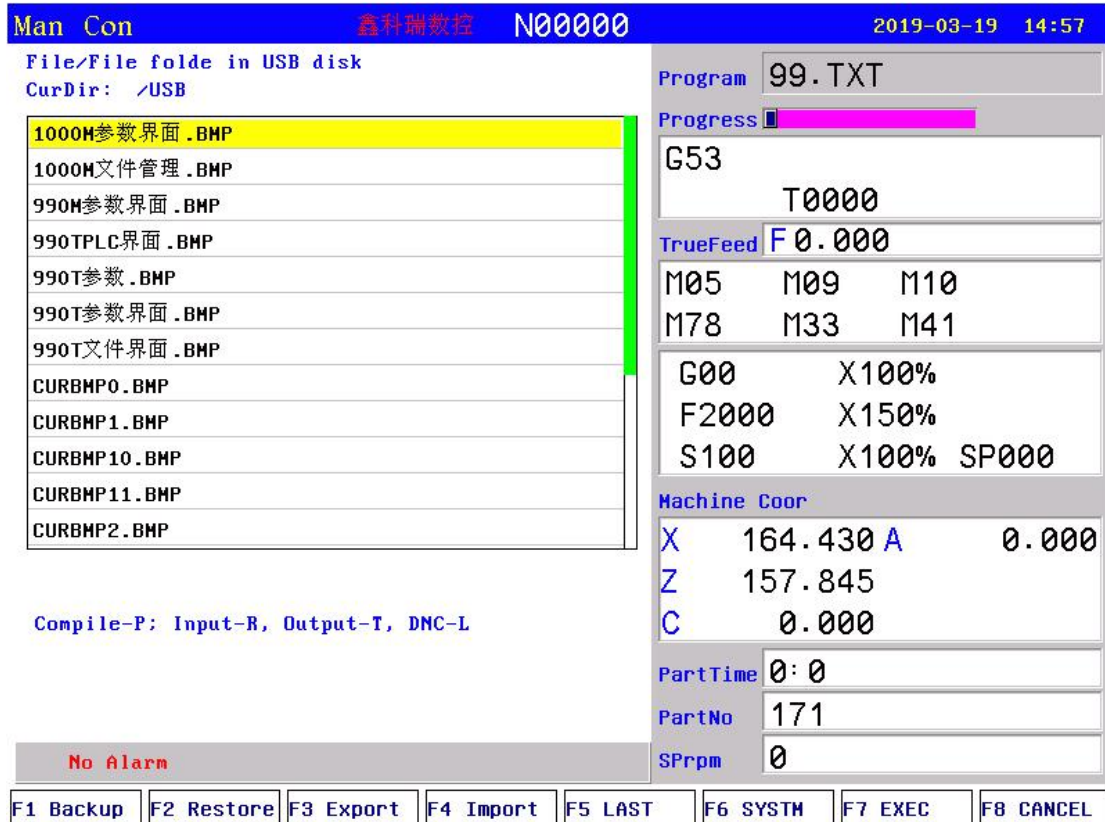 Man Con 鑫科瑞数控 N00000 2019-03-19 14:57
File/File folde in USB disk
CurDir: /USB
1000M参数界面.BMP
1000M文件管理.BMP
990M参数界面.BMP
990TPLC界面.BMP
990T参数.BMP
990T参数界面.BMP
990T文件界面.BMP
CURBMP0.BMP
CURBMP1.BMP
CURBMP10.BMP
CURBMP11.BMP
CURBMP2.BMP
Compile-P; Input-R, Output-T, DNC-L
No Alarm
Program 99.TXT
Progress
G53
T0000
TrueFeed F 0.000
M05 M09 M10
M78 M33 M41
G00 X100%
F2000 X150%
S100 X100% SP000
Machine Coor
X 164.430 A 0.000
Z 157.845
C 0.000
PartTime 0:0
PartNo 171
SPrpm 0
F1 Backup F2 Restore F3 Export F4 Import F5 LAST F6 SYSTM F7 EXEC F8 CANCEL